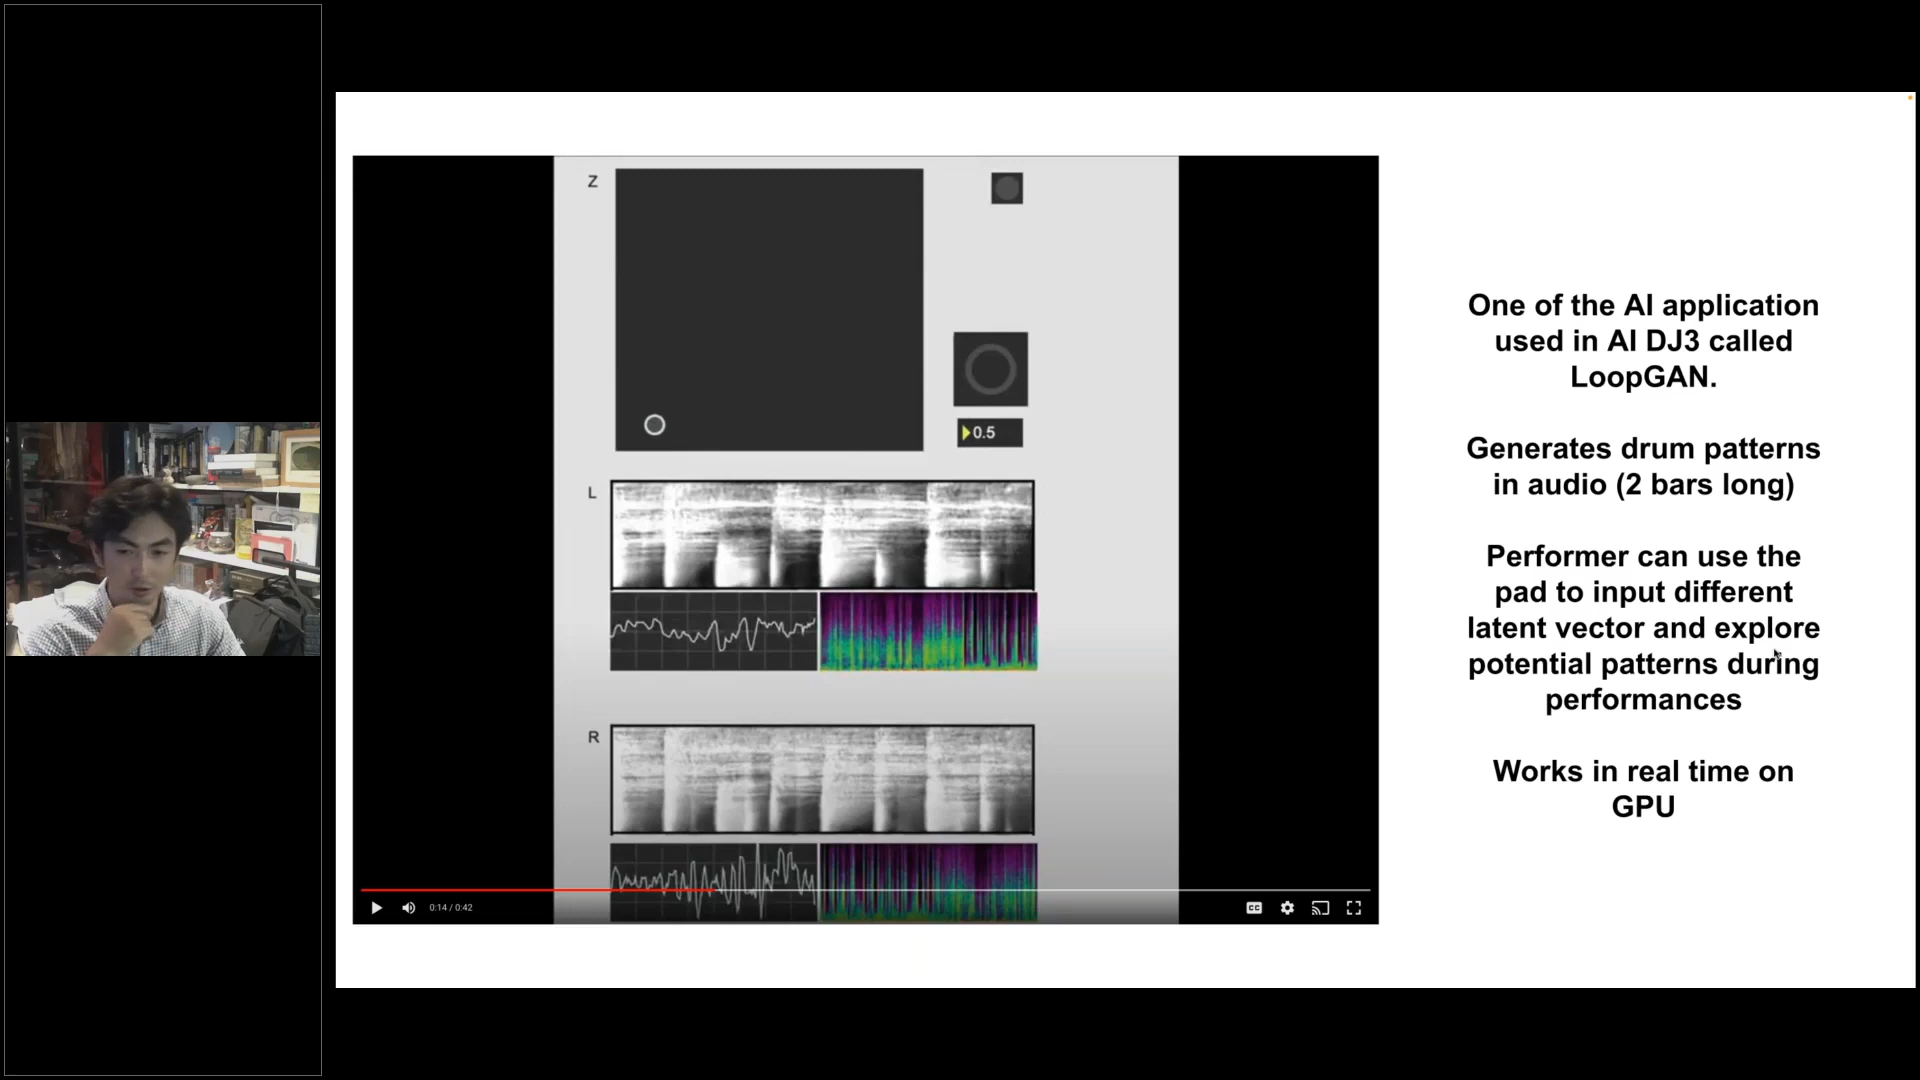 Z
0.5
L
R
0:14 / 0:42
CC
One of the AI application
used in AI DJ3 called
LoopGAN.
Generates drum patterns
in audio (2 bars long)
Performer can use the
pad to input different
latent vector and explore
potential patterns during
performances
Works in real time on
GPU